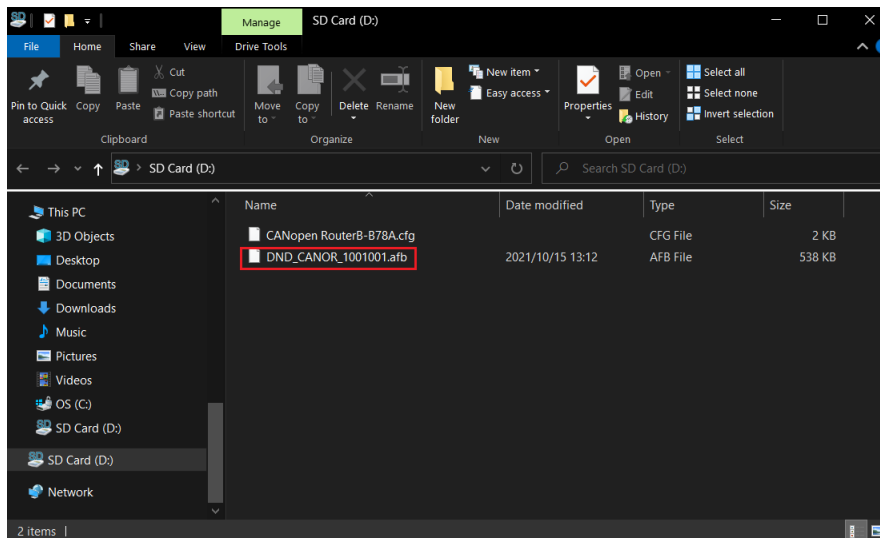 Manage SD Card (D:)
File Home Share View Drive Tools
Pin to Quick access
Copy
Paste
Cut
Copy path
Paste shortcut
Move to
Copy to
Delete
Rename
New folder
New item
Easy access
Properties
Open
Edit
History
Select all
Select none
Invert selection
Clipboard Organize New Open Select
SD Card (D:) Search SD Card (D:)
Name Date modified Type Size
This PC
3D Objects
Desktop
Documents
Downloads
Music
Pictures
Videos
OS (C:)
SD Card (D:)
SD Card (D:)
Network
CANopen RouterB-B78A.cfg CFG File 2 KB
DND_CANOR_1001001.afb 2021/10/15 13:12 AFB File 538 KB
2 items